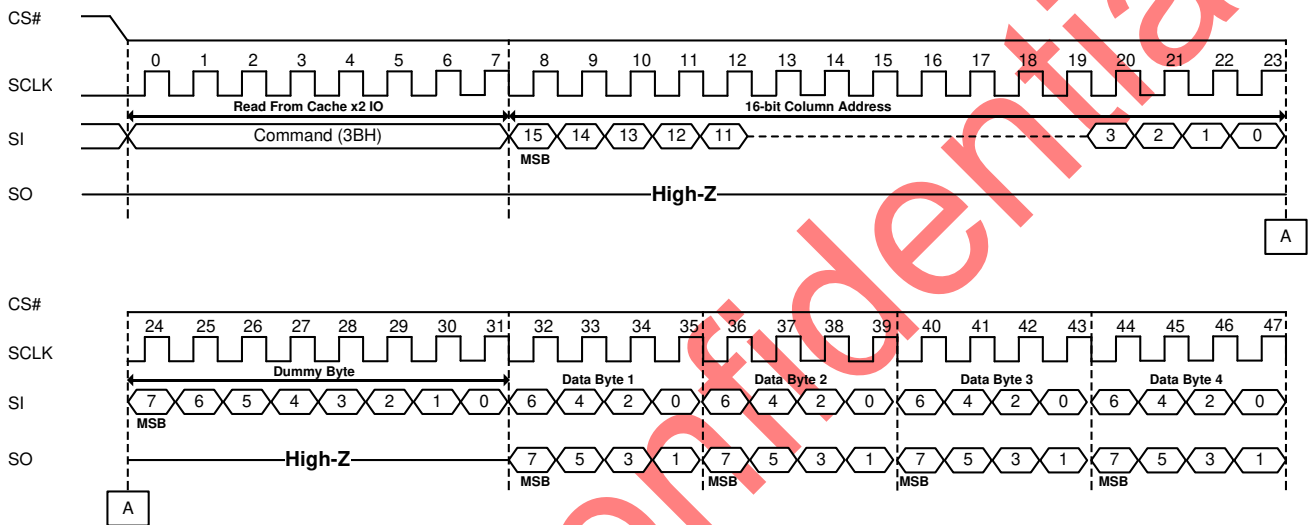 CS#
0 1 2 3 4 5 6 7 8 9 10 11 12 13 14 15 16 17 18 19 20 21 22 23
SCLK
Read From Cache x2 IO 16-bit Column Address
SI Command (3BH) 15 14 13 12 11 3 2 1 0
MSB
SO High-Z
A
CS#
24 25 26 27 28 29 30 31 32 33 34 35 36 37 38 39 40 41 42 43 44 45 46 47
SCLK
Dummy Byte Data Byte 1 Data Byte 2 Data Byte 3 Data Byte 4
SI 7 6 5 4 3 2 1 0 6 4 2 0 6 4 2 0 6 4 2 0 6 4 2 0
MSB
SO High-Z 7 5 3 1 7 5 3 1 7 5 3 1 7 5 3 1
MSB MSB MSB MSB
A
onfidentia